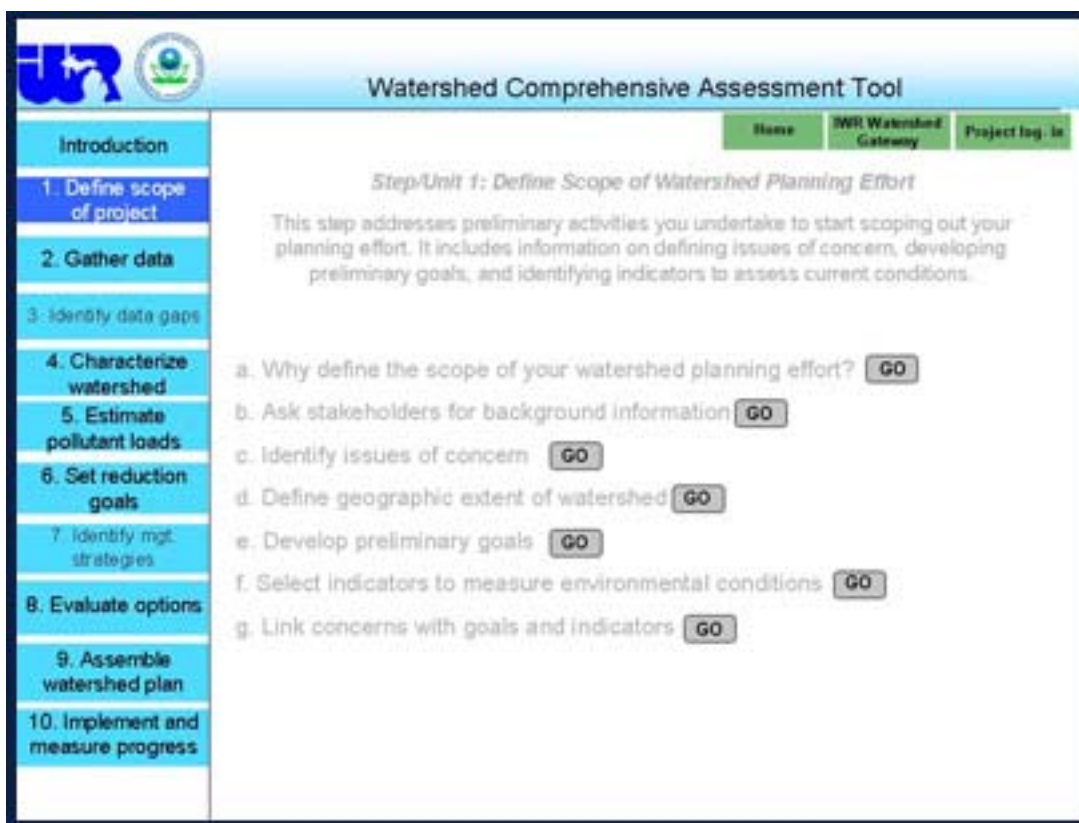 IWR
Watershed Comprehensive Assessment Tool
Home
IWR Watershed
Gateway
Project log. in
Introduction
1. Define scope
of project
2. Gather data
3 Identify data gaps
4. Characterize
watershed
5. Estimate
pollutant loads
6. Set reduction
goals
7. Identify mgt.
strategies
8. Evaluate options
9. Assemble
watershed plan
10. Implement and
measure progress
Step/Unit 1: Define Scope of Watershed Planning Effort
This step addresses preliminary activities you undertake to start scoping out your
planning effort. It includes information on defining issues of concern, developing
preliminary goals, and identifying indicators to assess current conditions.
a. Why define the scope of your watershed planning effort? GO
b. Ask stakeholders for background information GO
c. Identify issues of concern GO
d. Define geographic extent of watershed GO
e. Develop preliminary goals GO
f. Select indicators to measure environmental conditions GO
g. Link concerns with goals and indicators GO